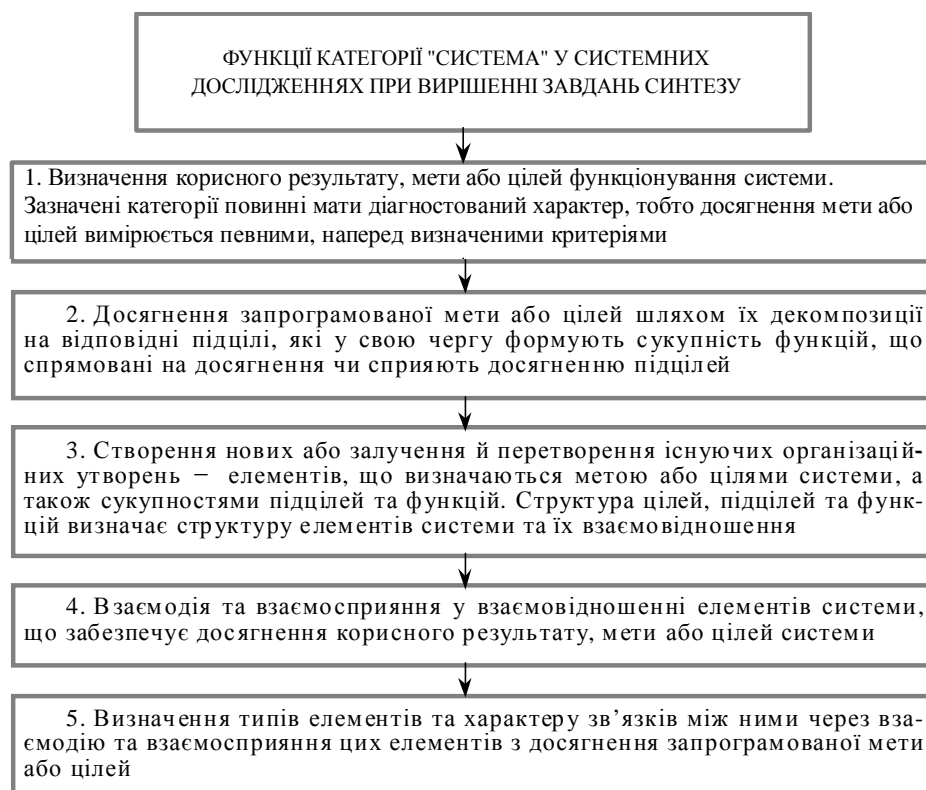 ФУНКЦІЇ КАТЕГОРІЇ "СИСТЕМА" У СИСТЕМНИХ
ДОСЛІДЖЕННЯХ ПРИ ВИРІШЕННІ ЗАВДАНЬ СИНТЕЗУ
1. Визначення корисного результату, мети або цілей функціонування системи.
Зазначені категорії повинні мати діагностований характер, тобто досягнення мети або
цілей вимірюється певними, наперед визначеними критеріями
2. Досягнення запрограмованої мети або цілей шляхом їх декомпозиції
на відповідні підцілі, які у свою чергу формують сукупність функцій, що
спрямовані на досягнення чи сприяють досягненню підцілей
3. Створення нових або залучення й перетворення існуючих організацій-
них утворень − елементів, що визначаються метою або цілями системи, а
також сукупностями підцілей та функцій. Структура цілей, підцілей та функ-
цій визначає структуру елементів системи та їх взаємовідношення
4. Взаємодія та взаємосприяння у взаємовідношенні елементів системи,
що забезпечує досягнення корисного результату, мети або цілей системи
5. Визначення типів елементів та характеру зв’язків між ними через вза-
ємодію та взаємосприяння цих елементів з досягнення запрограмованої мети
або цілей